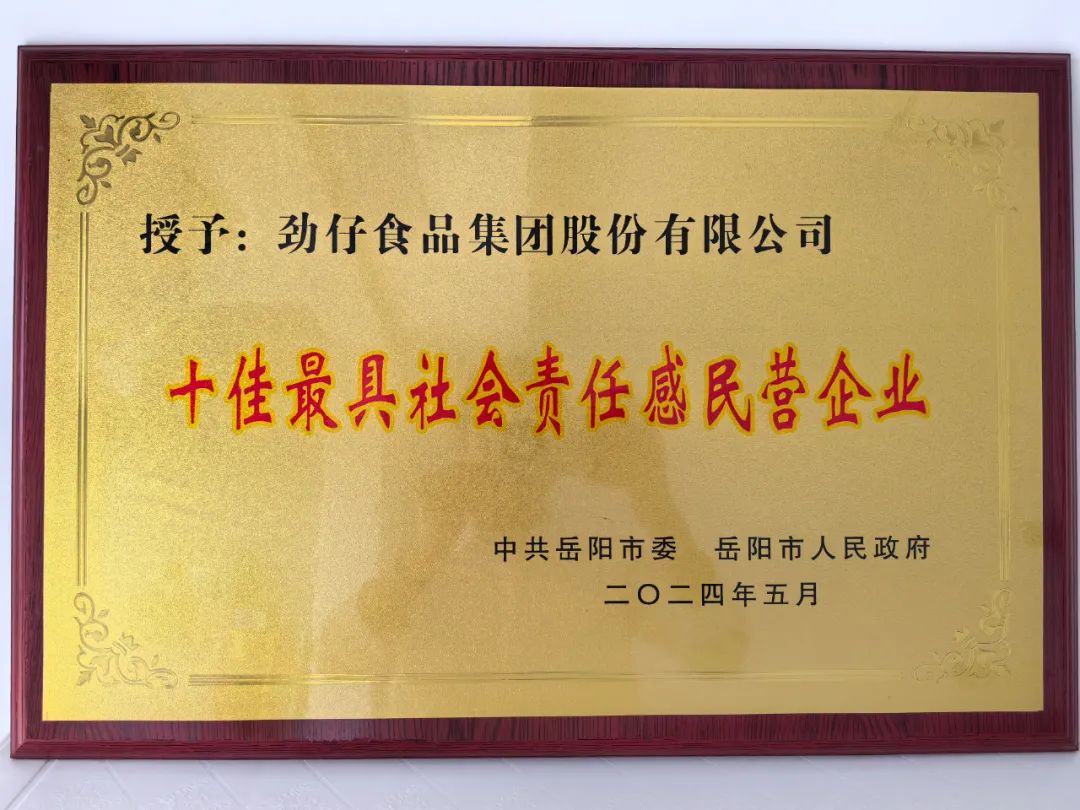 授予：劲仔食品集团股份有限公司
十佳最具社会责任感民营企业
中共岳阳市委 岳阳市人民政府
二〇二四年五月